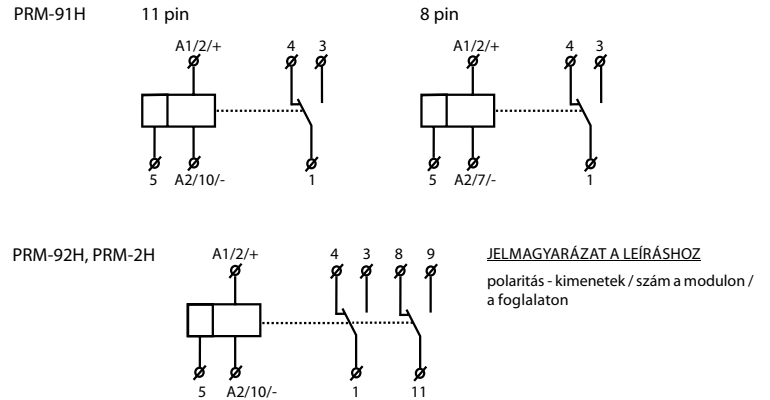 PRM-91H 11 pin 8 pin
A1/2/+ 4 3 A1/2/+ 4 3
5 A2/10/- 1 5 A2/7/- 1
PRM-92H, PRM-2H A1/2/+ 4 3 8 9 JELMAGYARÁZAT A LEÍRÁSHOZ
polaritás - kimenetek / szám a modulon /
a foglalaton
5 A2/10/- 1 11